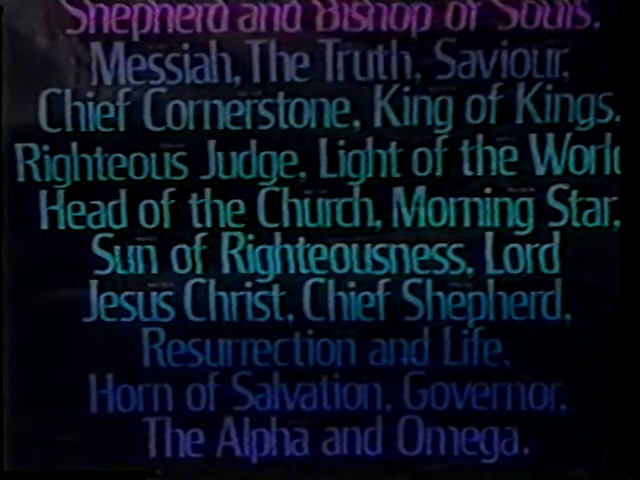 Shepherd and Bishop of Souls.
Messiah, The Truth, Saviour,
Chief Cornerstone, King of Kings.
Righteous Judge, Light of the World
Head of the Church, Morning Star,
Sun of Righteousness, Lord
Jesus Christ, Chief Shepherd,
Resurrection and Life.
Horn of Salvation, Governor,
The Alpha and Omega.